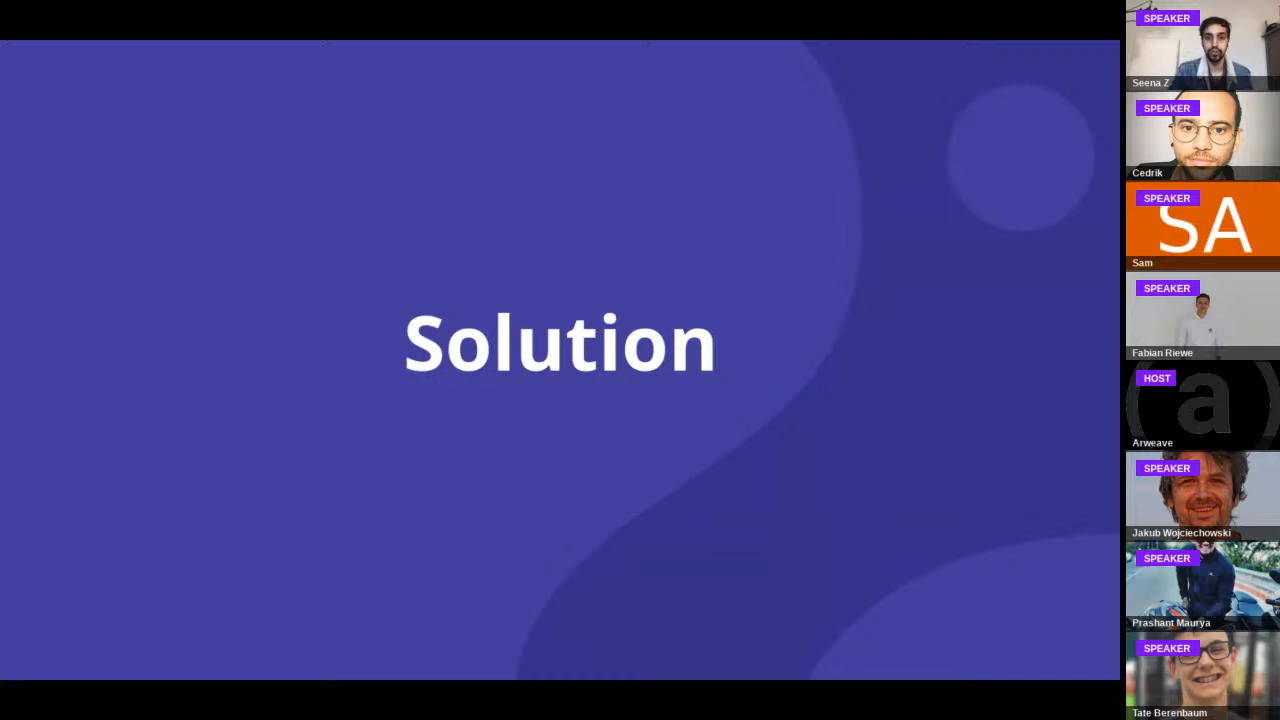 Solution
SPEAKER
Seena Z
SPEAKER
Cedrik
SPEAKER
SA
Sam
SPEAKER
Fabian Riewe
HOST
a
Arweave
SPEAKER
Jakub Wojciechowski
SPEAKER
Prashant Maurya
SPEAKER
Tate Berenbaum